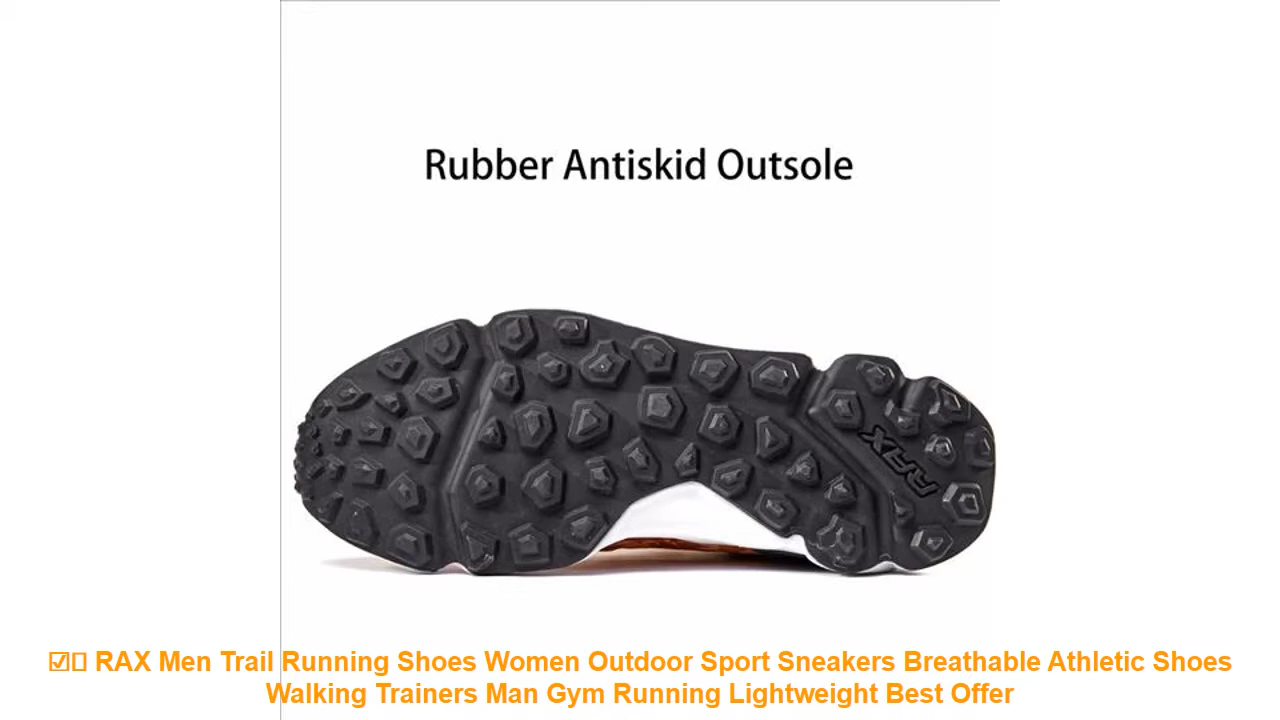 Rubber Antiskid Outsole
RAX
☑ RAX Men Trail Running Shoes Women Outdoor Sport Sneakers Breathable Athletic Shoes
Walking Trainers Man Gym Running Lightweight Best Offer